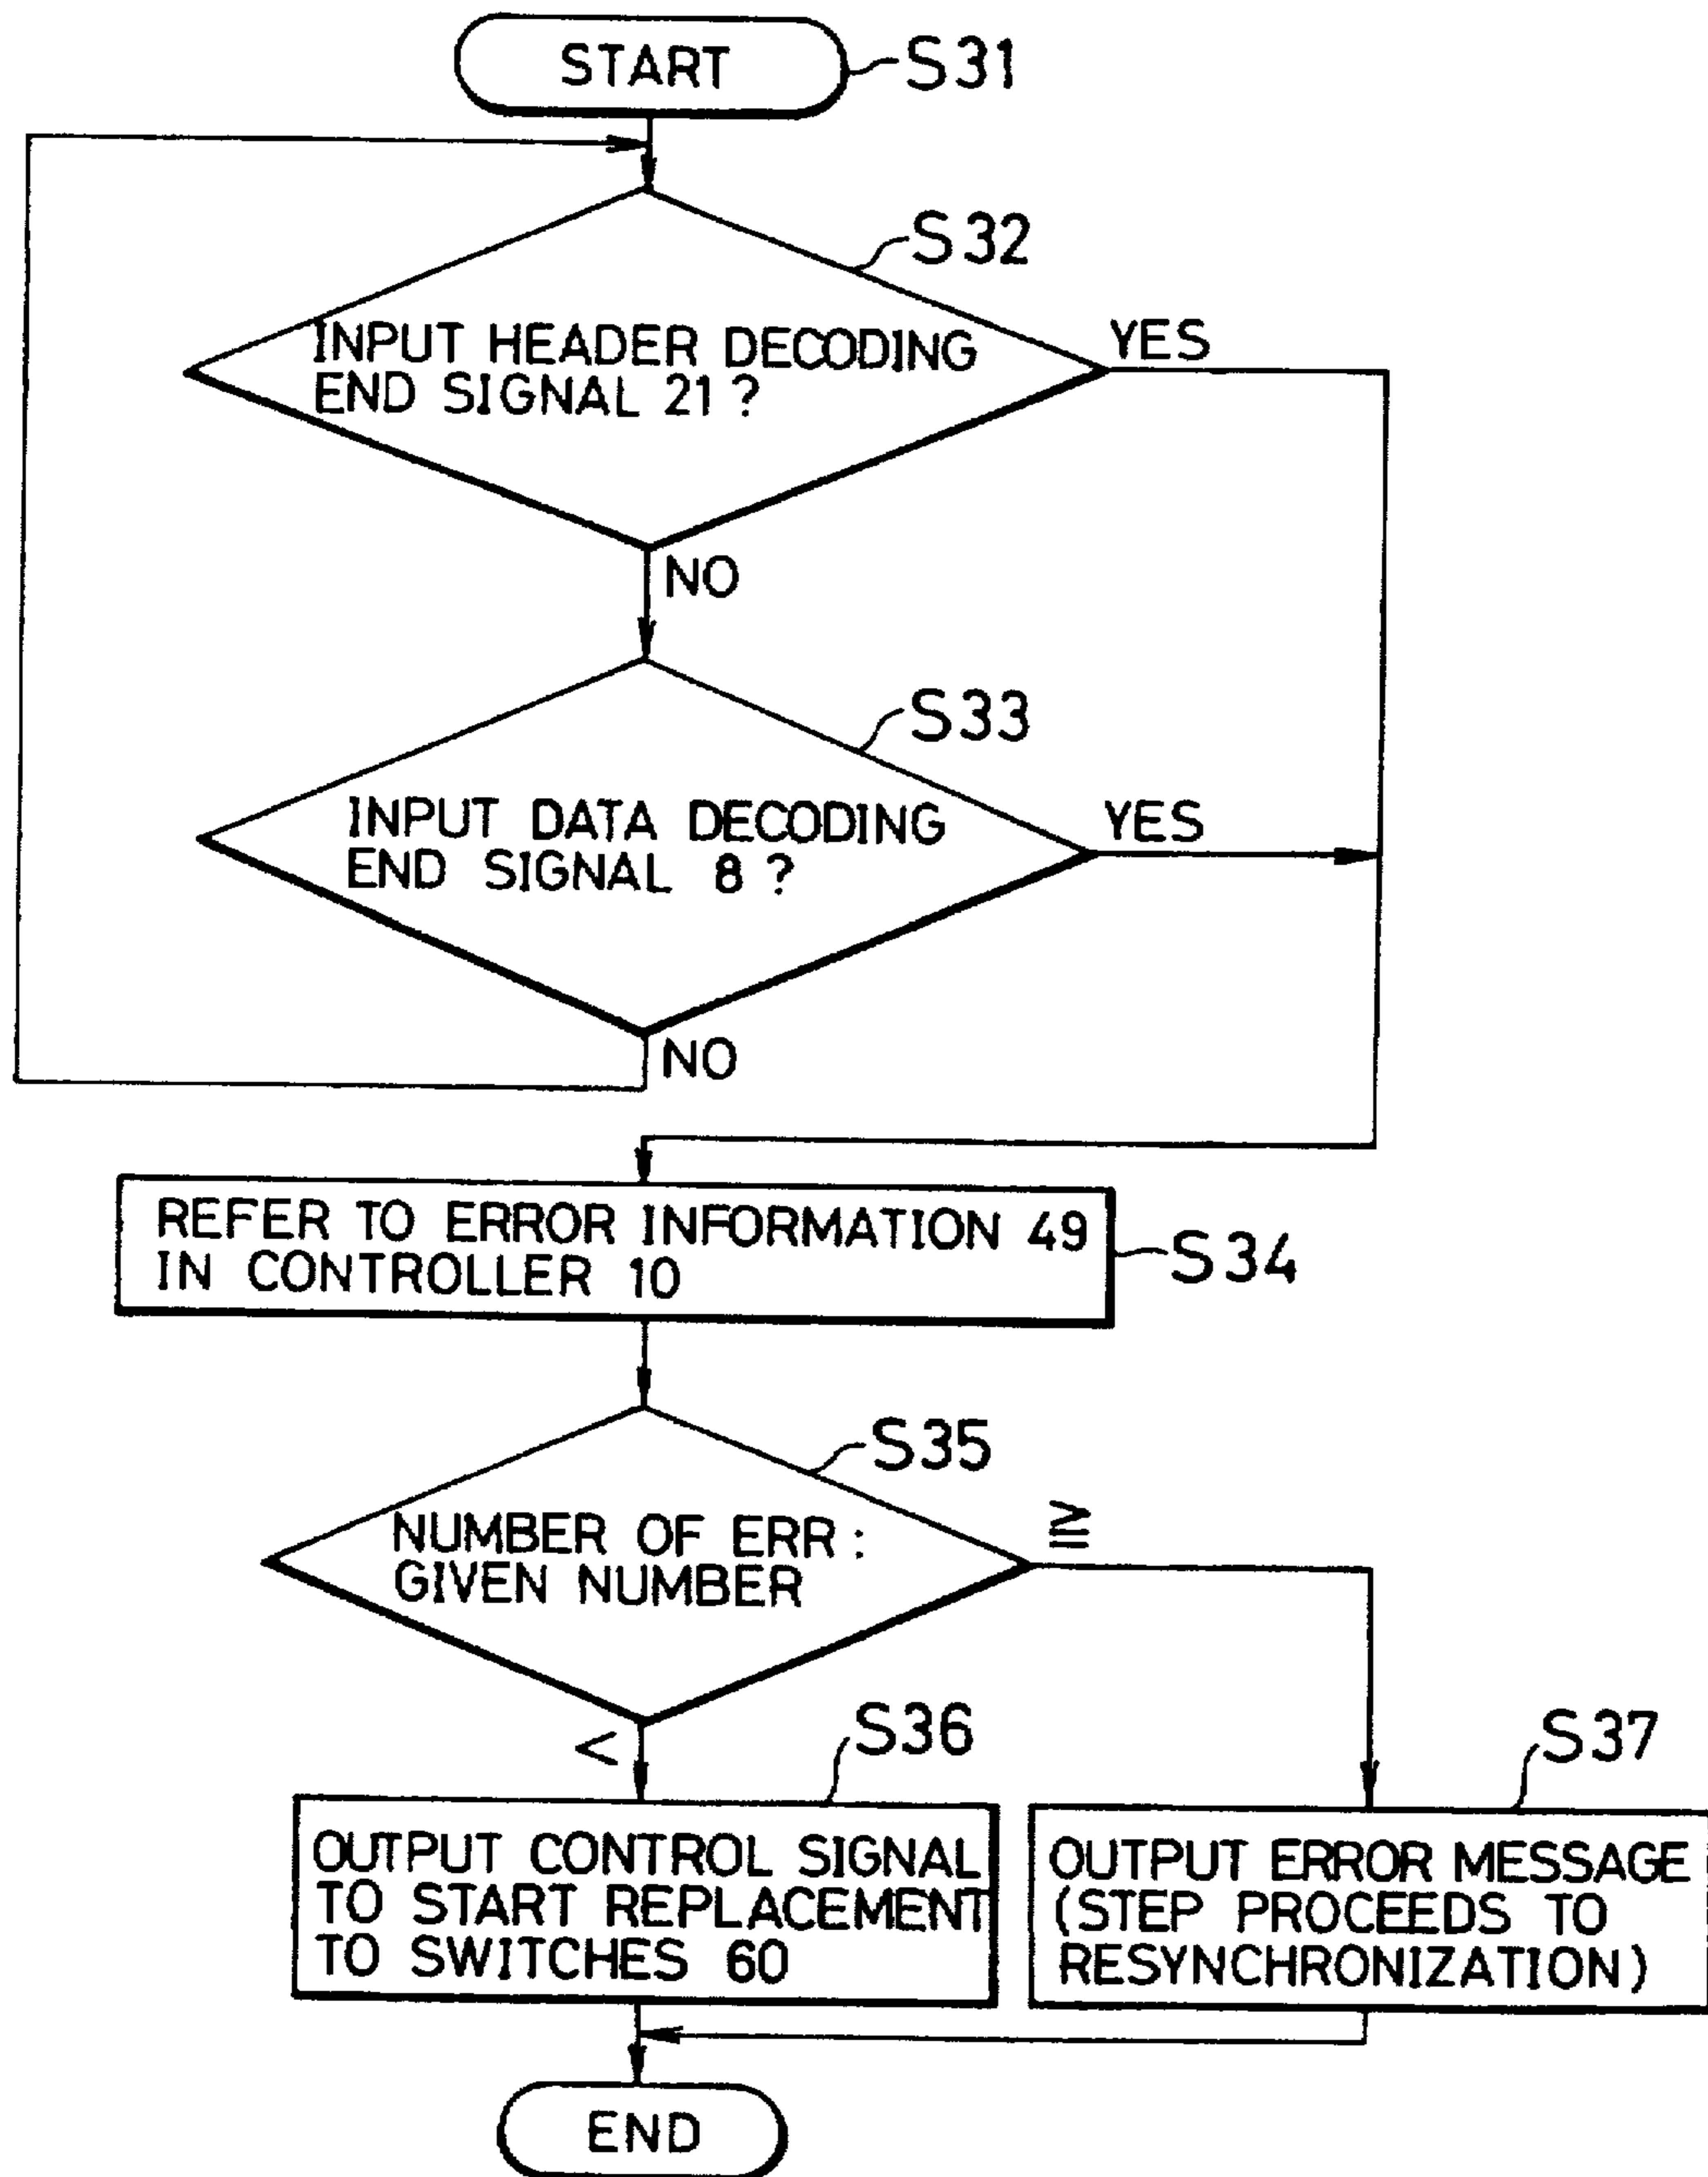 START
S31
S32
INPUT HEADER DECODING
END SIGNAL 21 ?
YES
NO
S33
INPUT DATA DECODING
END SIGNAL 8 ?
YES
NO
REFER TO ERROR INFORMATION 49
IN CONTROLLER 10
S34
S35
NUMBER OF ERR :
GIVEN NUMBER
≧
<
S36
S37
OUTPUT CONTROL SIGNAL
TO START REPLACEMENT
TO SWITCHES 60
OUTPUT ERROR MESSAGE
(STEP PROCEEDS TO
RESYNCHRONIZATION)
END